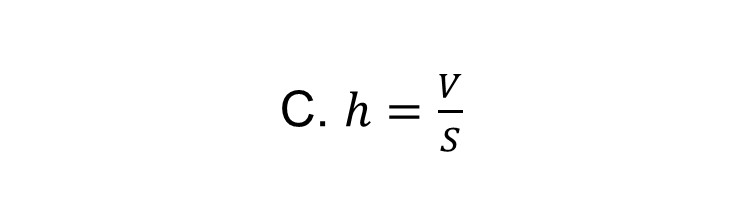 C. h = V/S